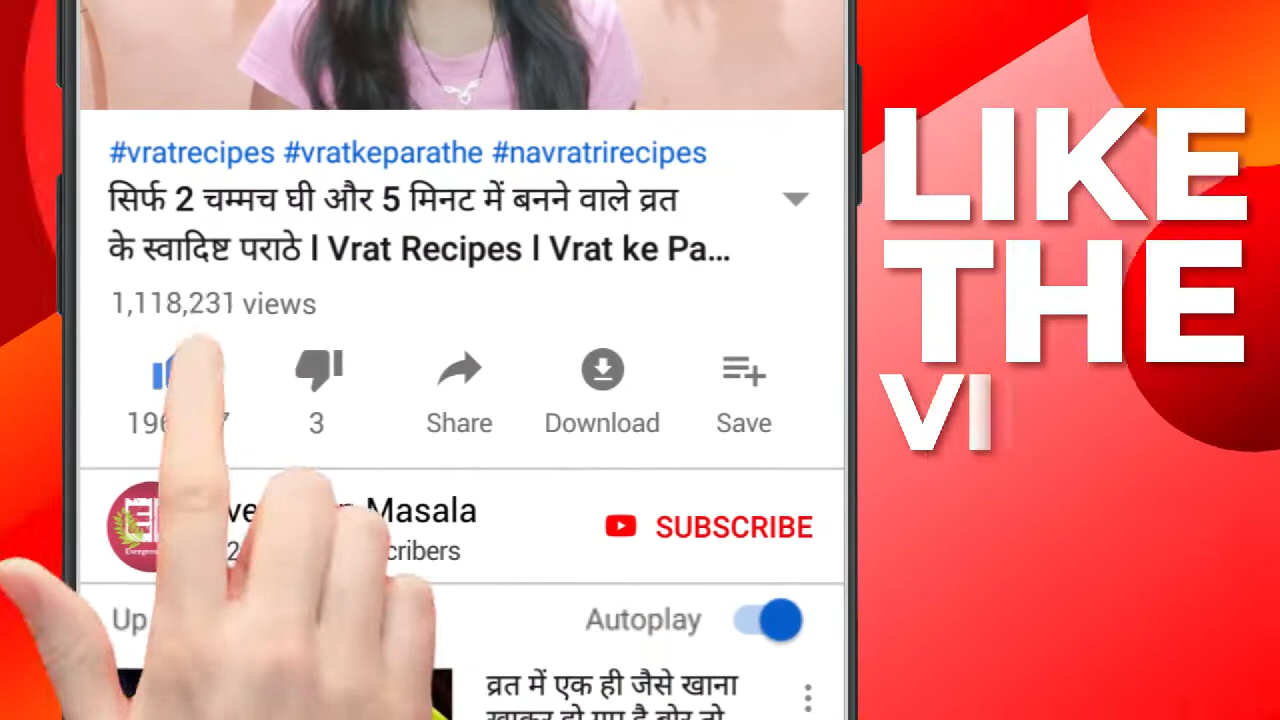 #vratrecipes #vratkeparathe #navratrirecipes
सिर्फ 2 चम्मच घी और 5 मिनट में बनने वाले व्रत
के स्वादिष्ट पराठे l Vrat Recipes l Vrat ke Pa...
1,118,231 views
3
Share
Download
Save
Masala
SUBSCRIBE
Up
Autoplay
व्रत में एक ही जैसे खाना
LIKE
THE
VI